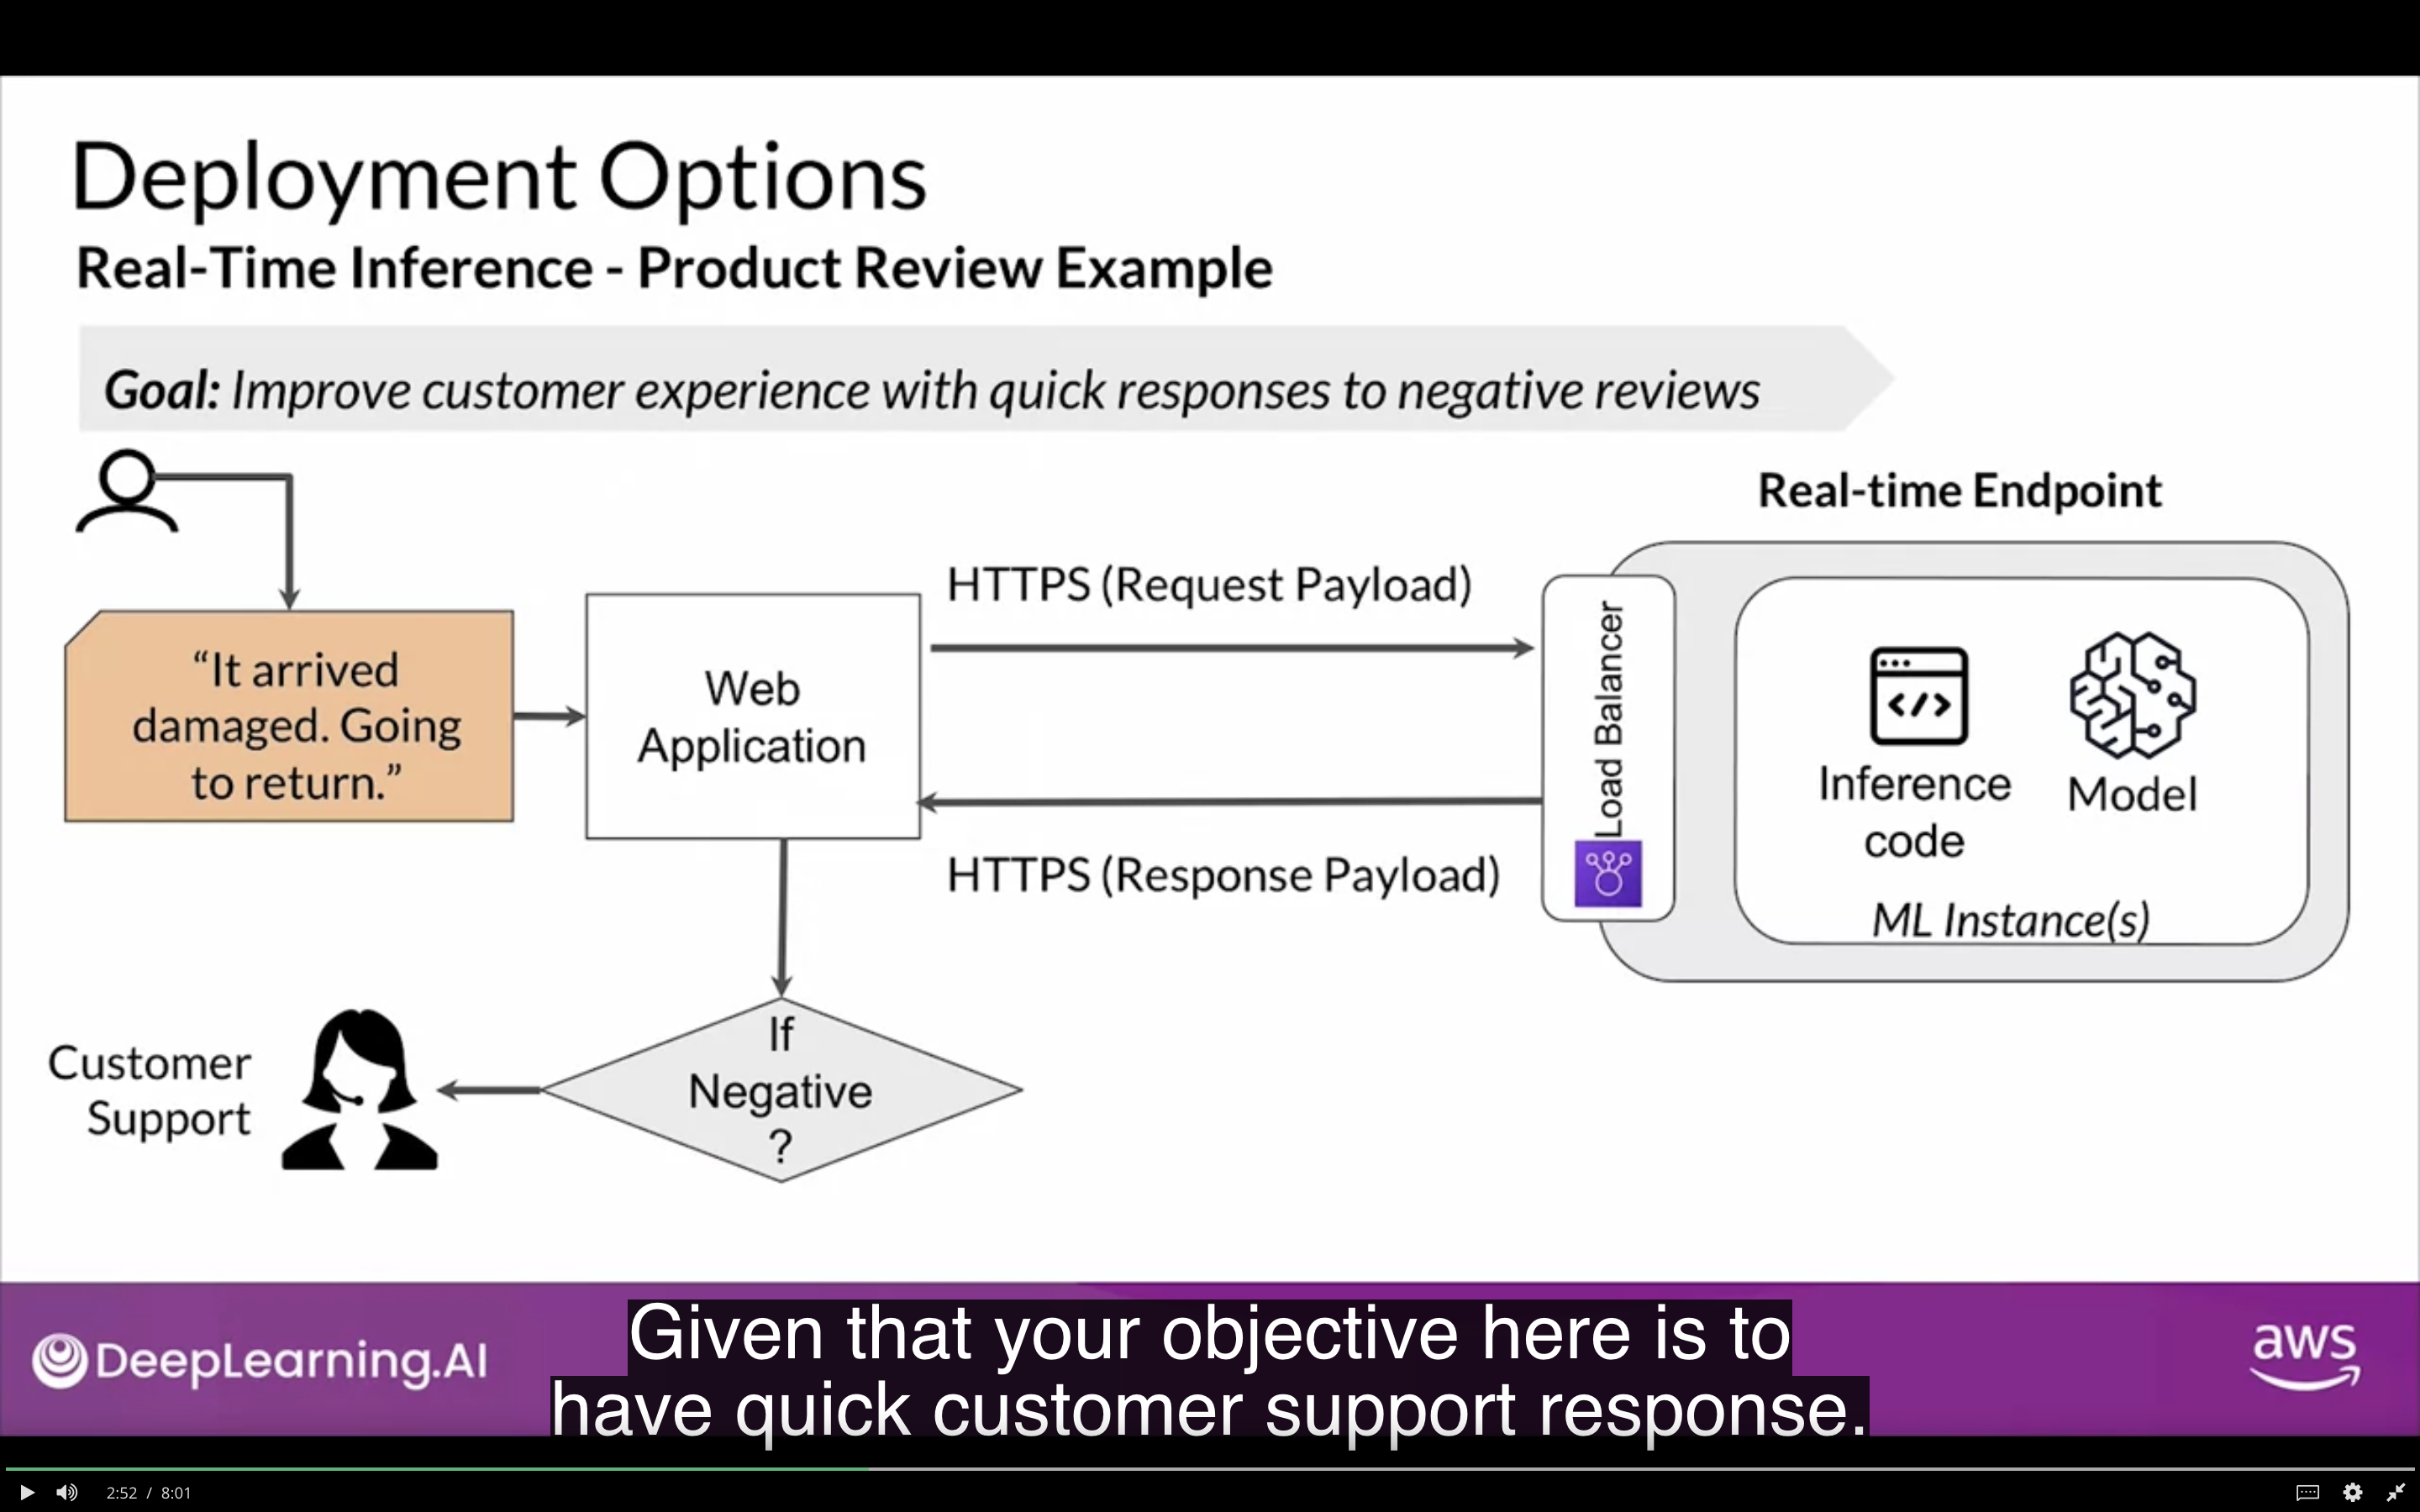 Deployment Options
Real-Time Inference - Product Review Example
Goal: Improve customer experience with quick responses to negative reviews
Real-time Endpoint
HTTPS (Request Payload)
“It arrived
damaged. Going
to return.”
Web
Application
Load Balancer
</>
Inference
code
Model
ML Instance(s)
HTTPS (Response Payload)
If
Negative
?
Customer
Support
DeepLearning.AI
aws
Given that your objective here is to
have quick customer support response.
2:52 / 8:01